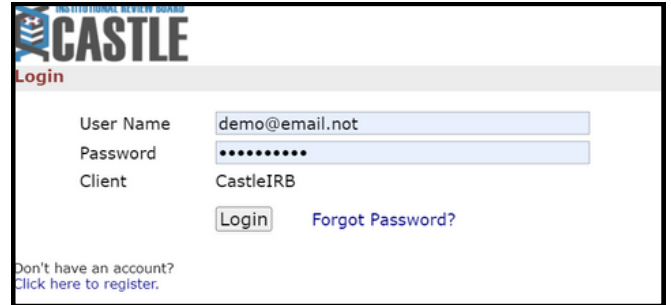 INSTITUTIONAL REVIEW BOARD
CASTLE
Login
User Name demo@email.not
Password ••••••••••
Client CastleIRB
Login Forgot Password?
Don't have an account?
Click here to register.